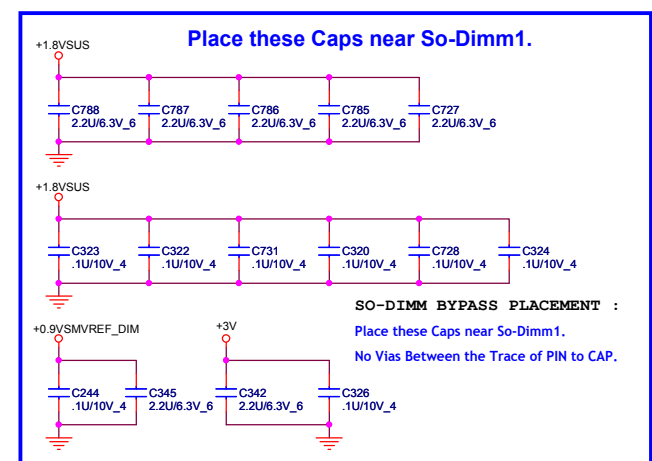 Place these Caps near So-Dimm1.
+1.8VSUS
C788 C787 C786 C785 C727
2.2U/6.3V_6 2.2U/6.3V_6 2.2U/6.3V_6 2.2U/6.3V_6 2.2U/6.3V_6
+1.8VSUS
C323 C322 C731 C320 C728 C324
.1U/10V_4 .1U/10V_4 .1U/10V_4 .1U/10V_4 .1U/10V_4 .1U/10V_4
SO-DIMM BYPASS PLACEMENT :
Place these Caps near So-Dimm1.
No Vias Between the Trace of PIN to CAP.
+0.9VSMVREF_DIM +3V
C244 C345 C342 C326
.1U/10V_4 2.2U/6.3V_6 2.2U/6.3V_6 .1U/10V_4